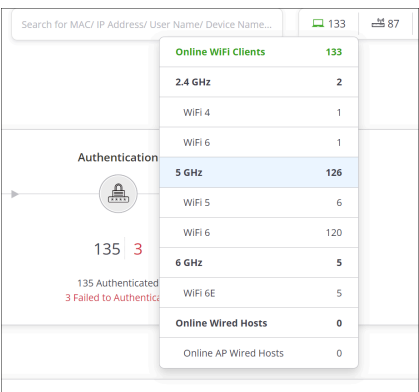 Search for MAC/ IP Address/ User Name/ Device Name...
133
87
Online WiFi Clients 133
2.4 GHz 2
WiFi 4 1
WiFi 6 1
5 GHz 126
WiFi 5 6
WiFi 6 120
6 GHz 5
WiFi 6E 5
Online Wired Hosts 0
Online AP Wired Hosts 0
Authentication
135 3
135 Authenticated
3 Failed to Authentica